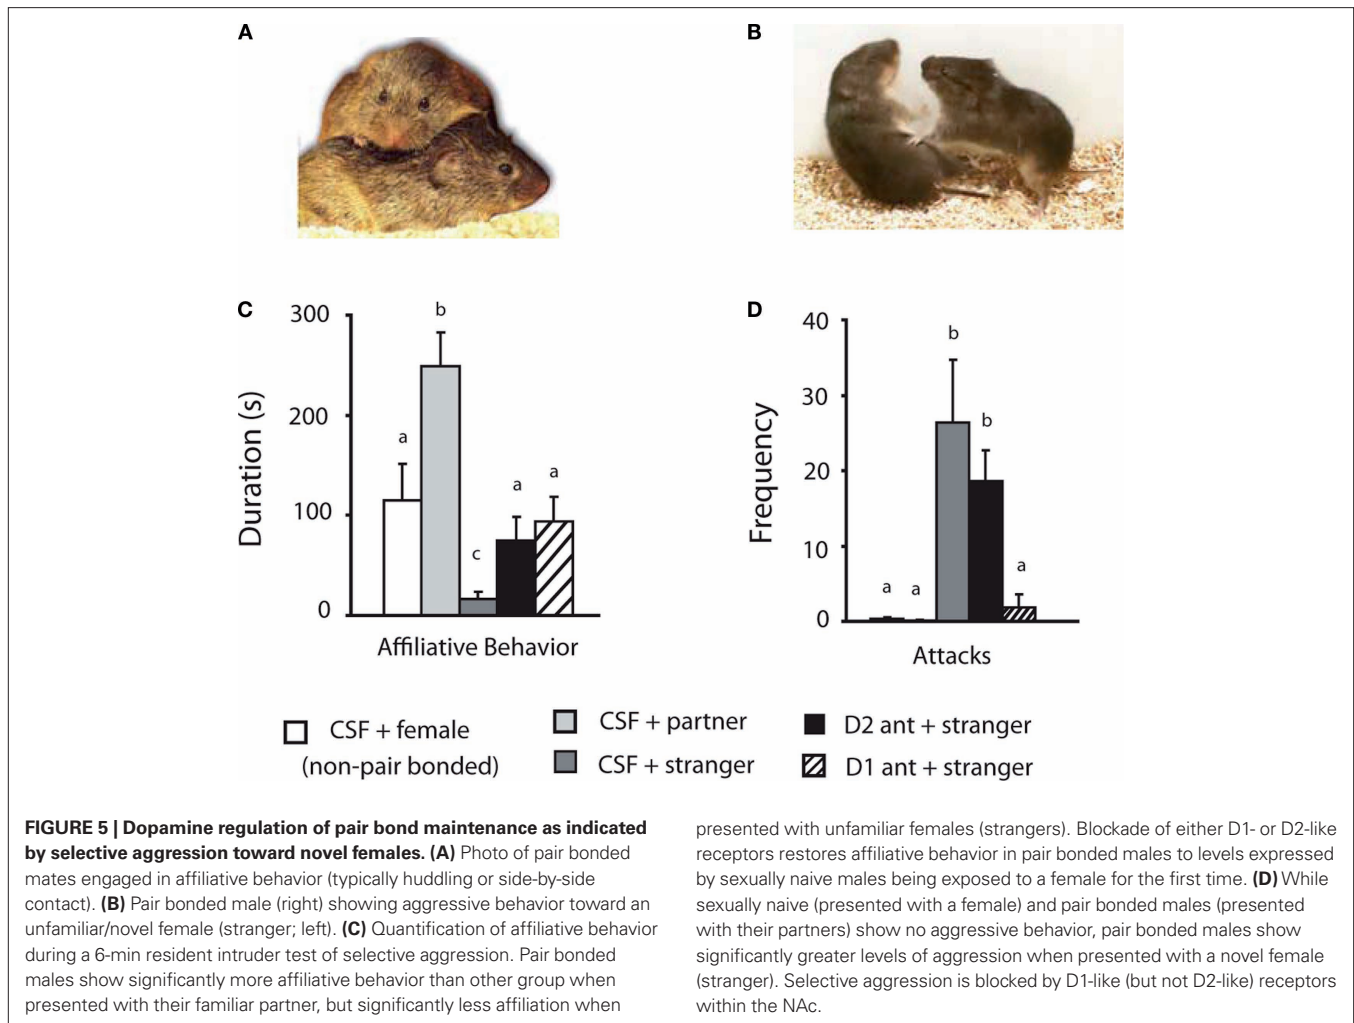 A
B
C
300
200
100
0
Duration (s)
a
b
c
a
a
Affiliative Behavior
D
40
30
20
10
0
Frequency
a
a
b
b
a
Attacks
CSF + female
(non-pair bonded)
CSF + partner
CSF + stranger
D2 ant + stranger
D1 ant + stranger
FIGURE 5 | Dopamine regulation of pair bond maintenance as indicated
by selective aggression toward novel females. (A) Photo of pair bonded
mates engaged in affiliative behavior (typically huddling or side-by-side
contact). (B) Pair bonded male (right) showing aggressive behavior toward an
unfamiliar/novel female (stranger; left). (C) Quantification of affiliative behavior
during a 6-min resident intruder test of selective aggression. Pair bonded
males show significantly more affiliative behavior than other group when
presented with their familiar partner, but significantly less affiliation when
presented with unfamiliar females (strangers). Blockade of either D1- or D2-like
receptors restores affiliative behavior in pair bonded males to levels expressed
by sexually naive males being exposed to a female for the first time. (D) While
sexually naive (presented with a female) and pair bonded males (presented
with their partners) show no aggressive behavior, pair bonded males show
significantly greater levels of aggression when presented with a novel female
(stranger). Selective aggression is blocked by D1-like (but not D2-like) receptors
within the NAc.